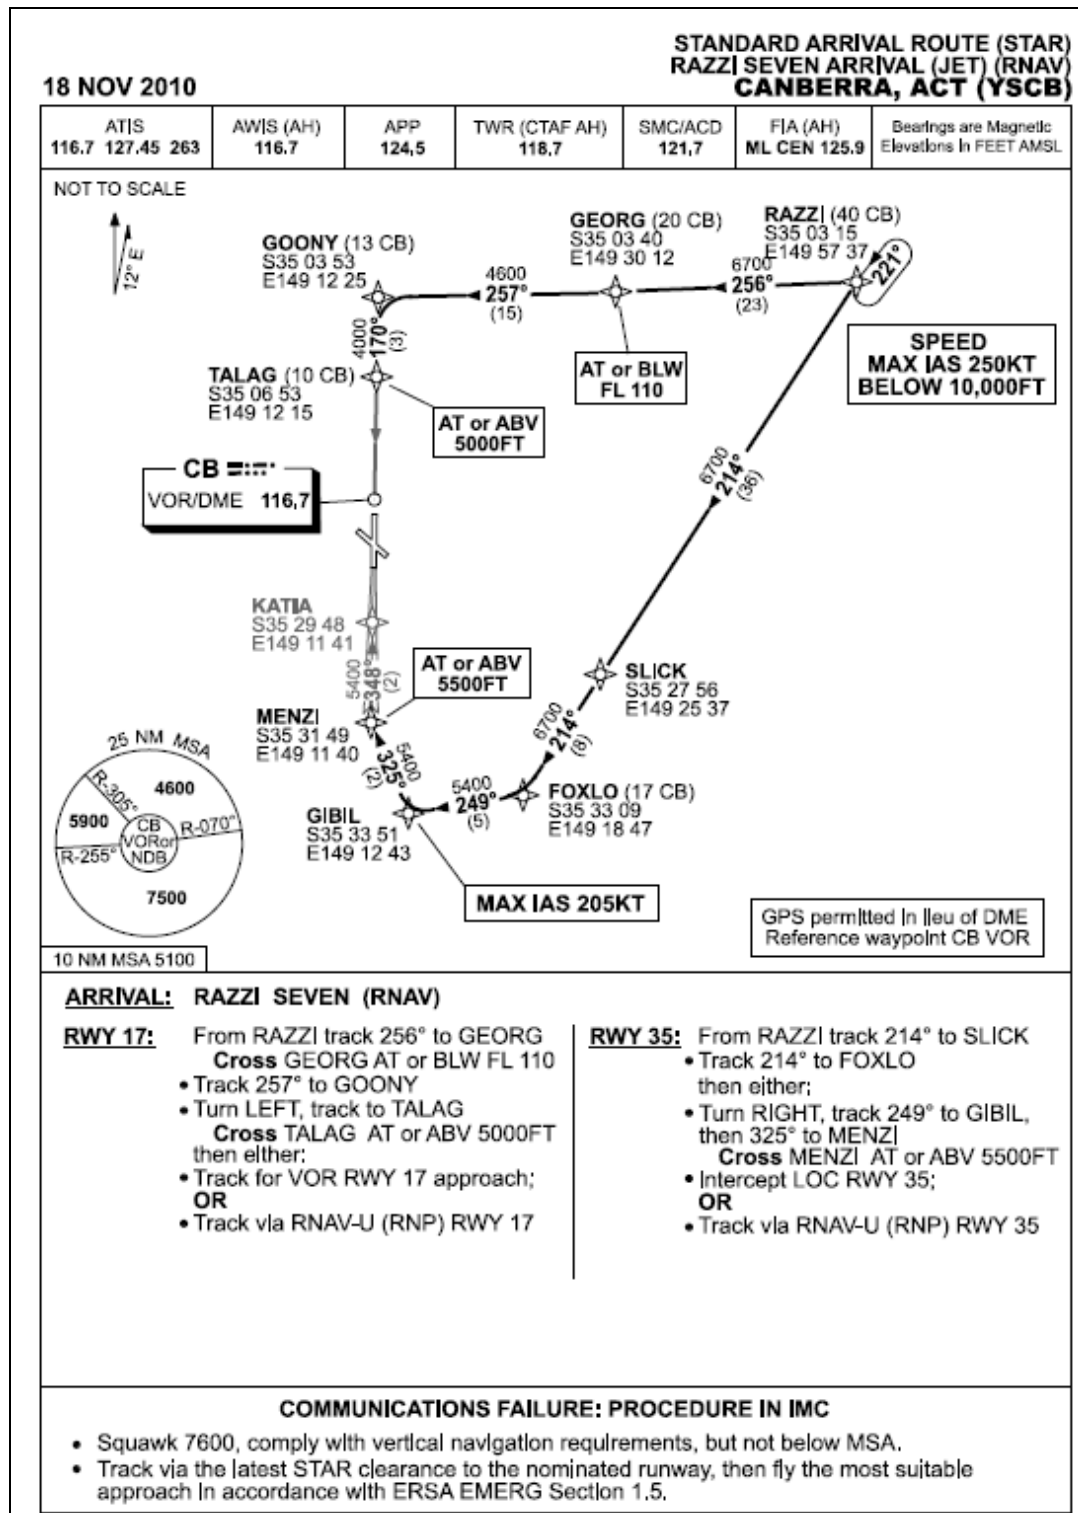 STANDARD ARRIVAL ROUTE (STAR)
RAZZI SEVEN ARRIVAL (JET) (RNAV)
18 NOV 2010
CANBERRA, ACT (YSCB)
ATIS
116.7 127.45 263
AWIS (AH)
116.7
APP
124.5
TWR (CTAF AH)
118.7
SMC/ACD
121.7
FIA (AH)
ML CEN 125.9
Bearings are Magnetic
Elevations in FEET AMSL
NOT TO SCALE
12° E
GOONY (13 CB)
S35 03 53
E149 12 25
GEORG (20 CB)
S35 03 40
E149 30 12
RAZZI (40 CB)
S35 03 15
E149 57 37
221°
4600
257°
(15)
6700
256°
(23)
4000
170°
(3)
SPEED
MAX IAS 250KT
BELOW 10,000FT
AT or BLW
FL 110
TALAG (10 CB)
S35 06 53
E149 12 15
AT or ABV
5000FT
CB
VOR/DME 116.7
6700
214°
(36)
KATIA
S35 29 48
E149 11 41
5400
348°
(2)
AT or ABV
5500FT
SLICK
S35 27 56
E149 25 37
MENZI
S35 31 49
E149 11 40
6700
214°
(8)
5400
325°
(2)
5400
249°
(5)
FOXLO (17 CB)
S35 33 09
E149 18 47
GIBIL
S35 33 51
E149 12 43
MAX IAS 205KT
25 NM MSA
R-305°
4600
5900
CB
VORor
NDB
R-070°
R-255°
7500
10 NM MSA 5100
GPS permitted in lieu of DME
Reference waypoint CB VOR
ARRIVAL: RAZZI SEVEN (RNAV)
RWY 17: From RAZZI track 256° to GEORG
Cross GEORG AT or BLW FL 110
• Track 257° to GOONY
• Turn LEFT, track to TALAG
Cross TALAG AT or ABV 5000FT
then either:
• Track for VOR RWY 17 approach;
OR
• Track via RNAV-U (RNP) RWY 17
RWY 35: From RAZZI track 214° to SLICK
• Track 214° to FOXLO
then either;
• Turn RIGHT, track 249° to GIBIL,
then 325° to MENZI
Cross MENZI AT or ABV 5500FT
• Intercept LOC RWY 35;
OR
• Track via RNAV-U (RNP) RWY 35
COMMUNICATIONS FAILURE: PROCEDURE IN IMC
• Squawk 7600, comply with vertical navigation requirements, but not below MSA.
• Track via the latest STAR clearance to the nominated runway, then fly the most suitable
approach in accordance with ERSA EMERG Section 1.5.